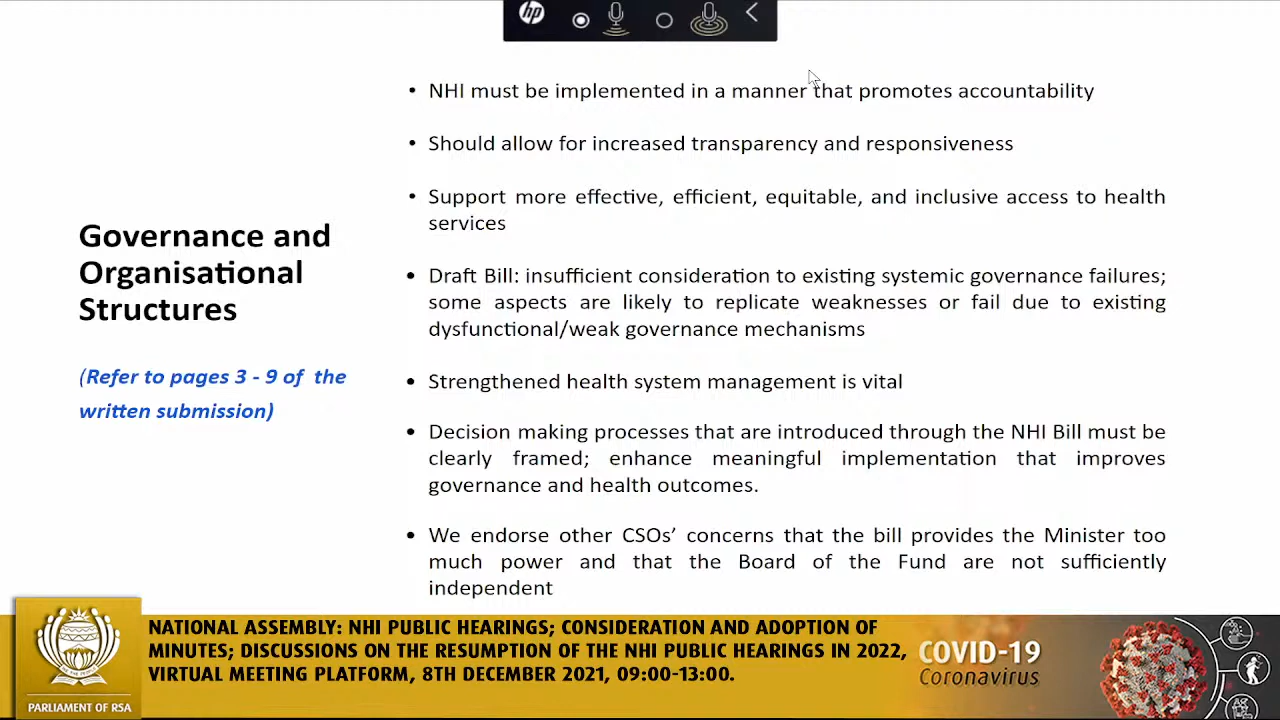 hp
Governance and
Organisational
Structures
(Refer to pages 3 - 9 of the
written submission)
• NHI must be implemented in a manner that promotes accountability
• Should allow for increased transparency and responsiveness
• Support more effective, efficient, equitable, and inclusive access to health
services
• Draft Bill: insufficient consideration to existing systemic governance failures;
some aspects are likely to replicate weaknesses or fail due to existing
dysfunctional/weak governance mechanisms
• Strengthened health system management is vital
• Decision making processes that are introduced through the NHI Bill must be
clearly framed; enhance meaningful implementation that improves
governance and health outcomes.
• We endorse other CSOs’ concerns that the bill provides the Minister too
much power and that the Board of the Fund are not sufficiently
independent
PARLIAMENT OF RSA
NATIONAL ASSEMBLY: NHI PUBLIC HEARINGS; CONSIDERATION AND ADOPTION OF
MINUTES; DISCUSSIONS ON THE RESUMPTION OF THE NHI PUBLIC HEARINGS IN 2022,
VIRTUAL MEETING PLATFORM, 8TH DECEMBER 2021, 09:00-13:00.
COVID-19
Coronavirus